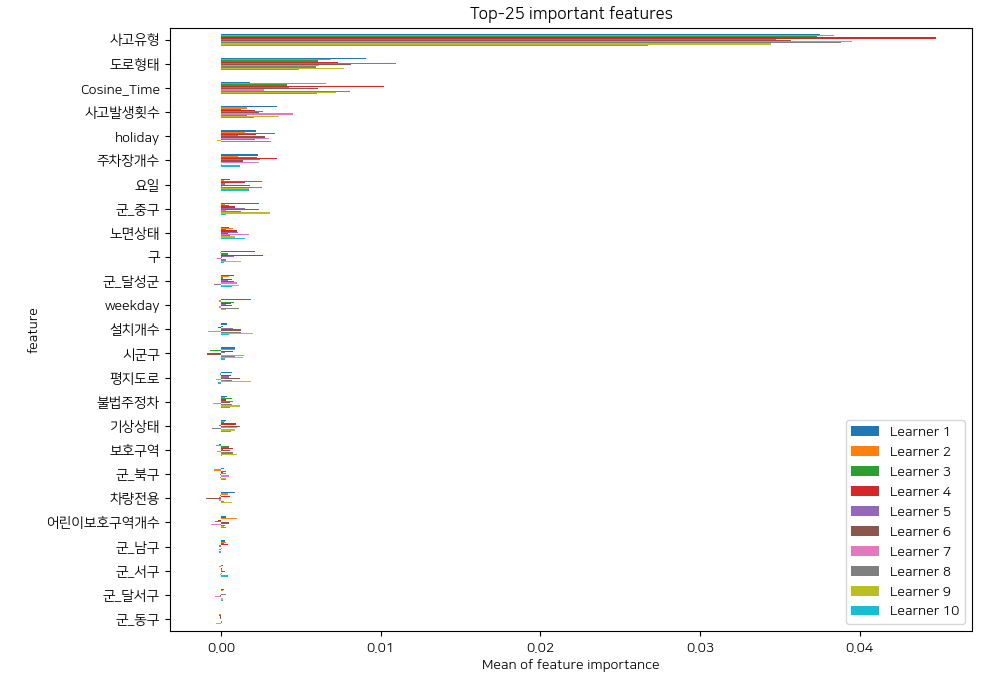 Top-25 important features
사고유형
도로형태
Cosine_Time
사고발생횟수
holiday
주차장개수
요일
군_중구
노면상태
구
군_달성군
weekday
설치개수
시군구
평지도로
불법주정차
기상상태
보호구역
군_북구
차량전용
어린이보호구역개수
군_남구
군_서구
군_달서구
군_동구
feature
Learner 1
Learner 2
Learner 3
Learner 4
Learner 5
Learner 6
Learner 7
Learner 8
Learner 9
Learner 10
0.00 0.01 0.02 0.03 0.04
Mean of feature importance